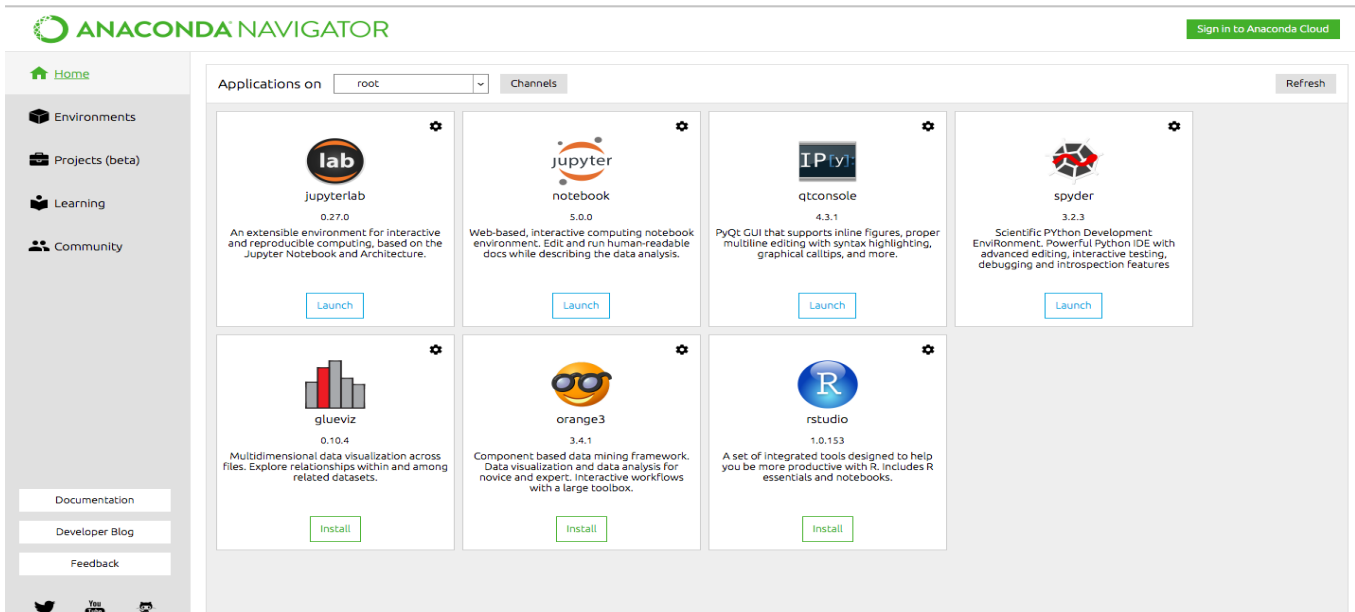 ANACONDA NAVIGATOR
Sign in to Anaconda Cloud
Home
Environments
Projects (beta)
Learning
Community
Documentation
Developer Blog
Feedback
You
Tube
Applications on
root
Channels
Refresh
lab
jupyterlab
0.27.0
An extensible environment for interactive
and reproducible computing, based on the
Jupyter Notebook and Architecture.
Launch
jupyter
notebook
5.0.0
Web-based, interactive computing notebook
environment. Edit and run human-readable
docs while describing the data analysis.
Launch
IP[y]:
qtconsole
4.3.1
PyQt GUI that supports inline figures, proper
multiline editing with syntax highlighting,
graphical calltips, and more.
Launch
spyder
3.2.3
Scientific PYthon Development
EnviRonment. Powerful Python IDE with
advanced editing, interactive testing,
debugging and introspection features
Launch
glueviz
0.10.4
Multidimensional data visualization across
files. Explore relationships within and among
related datasets.
Install
orange3
3.4.1
Component based data mining framework.
Data visualization and data analysis for
novice and expert. Interactive workflows
with a large toolbox.
Install
R
rstudio
1.0.153
A set of integrated tools designed to help
you be more productive with R. Includes R
essentials and notebooks.
Install